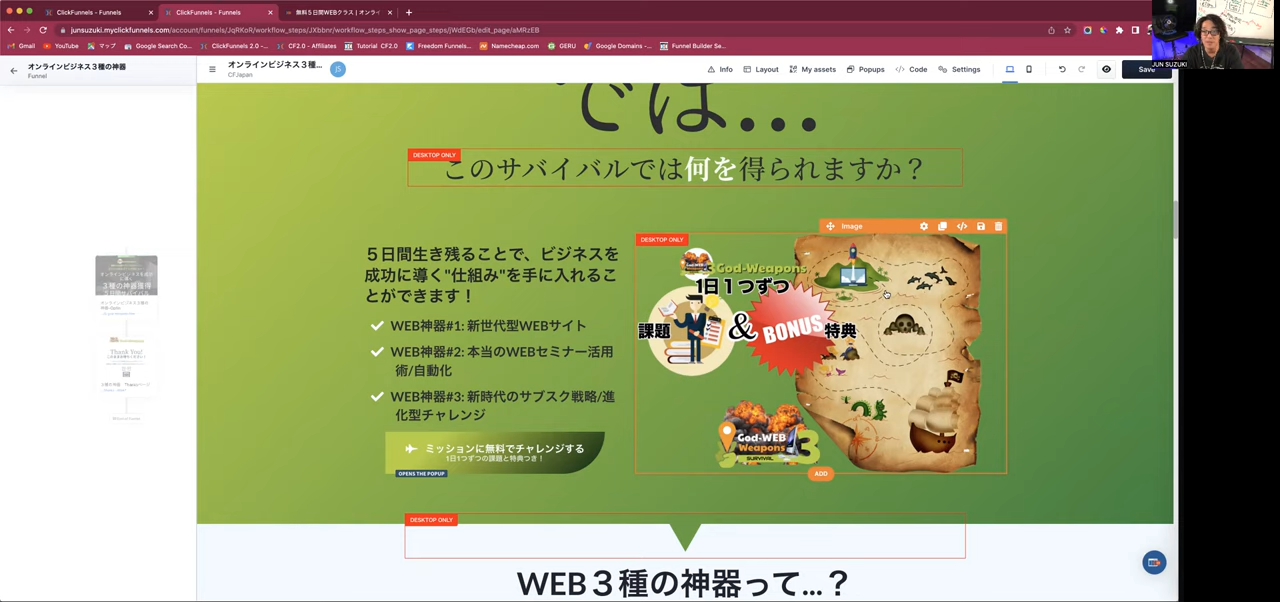 ClickFunnels - Funnels
ClickFunnels - Funnels
無料５日間WEBクラス | オンライ
junsuzuki.myclickfunnels.com/account/funnels/JqRKoR/workflow_steps/JXbbnr/workflow_steps_show_page_steps/jWdEGb/edit_page/aMRzEB
Gmail
YouTube
マップ
Google Search Co...
ClickFunnels 2.0 -...
CF2.0 - Affiliates
Tutorial CF2.0
Freedom Funnels...
Namecheap.com
GERU
Google Domains -...
Funnel Builder Se...
JUN SUZUKI
オンラインビジネス３種の神器
Funnel
オンラインビジネス３種...
CFJapan
JS
Info
Layout
My assets
Popups
Code
Settings
Save
では...
DESKTOP ONLY
このサバイバルでは何を得られますか？
５日間生き残ることで、ビジネスを
成功に導く"仕組み"を手に入れるこ
とができます！
WEB神器#1: 新世代型WEBサイト
WEB神器#2: 本当のWEBセミナー活用
術/自動化
WEB神器#3: 新時代のサブスク戦略/進
化型チャレンジ
ミッションに無料でチャレンジする
1日1つずつの課題と特典つき！
OPENS THE POPUP
Image
DESKTOP ONLY
God-Weapons
1日１つずつ
課題
&
BONUS
特典
God-WEB
Weapons
3
SURVIVAL
ADD
DESKTOP ONLY
WEB３種の神器って...？
Thank You!